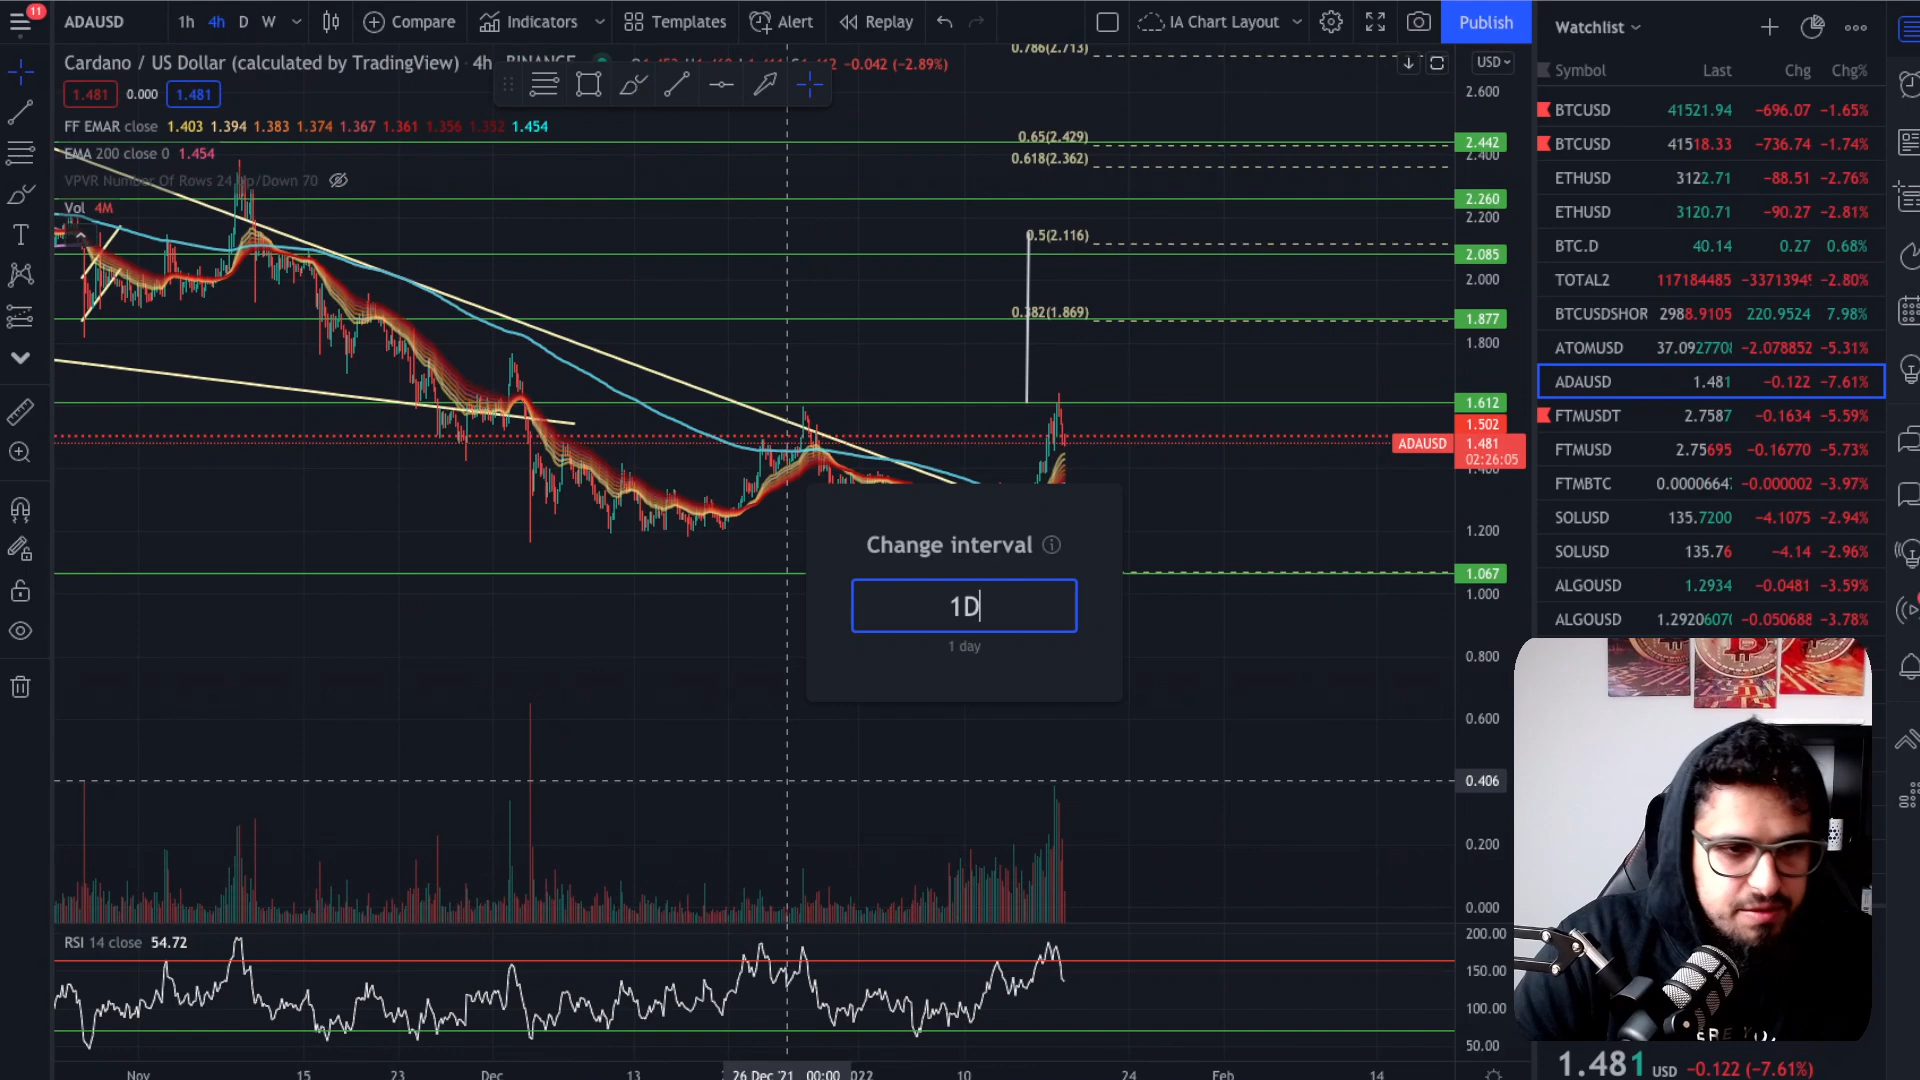 11
ADAUSD 1h 4h D W Compare Indicators Templates Alert Replay IA Chart Layout Publish
Cardano / US Dollar (calculated by TradingView) · 4h · BINANCE −0.042 (−2.89%)
1.481 0.000 1.481
FF EMAR close 1.403 1.394 1.383 1.374 1.367 1.361 1.356 1.352 1.454
EMA 200 close 0 1.454
VPVR Number Of Rows 24 Up/Down 70
Vol 4M
0.786(2.713)
0.65(2.429)
0.618(2.362)
0.5(2.116)
0.382(1.869)
USD
2.600
2.442
2.400
2.260
2.200
2.085
2.000
1.877
1.800
1.612
1.502
ADAUSD 1.481
02:26:05
1.400
1.200
1.067
1.000
0.800
0.600
0.406
0.200
0.000
Change interval
1D
1 day
RSI 14 close 54.72
200.00
150.00
100.00
50.00
Nov 15 23 Dec 13 26 Dec '21 00:00 022 10 24 Feb 14
Watchlist
Symbol Last Chg Chg%
BTCUSD 41521.94 −696.07 −1.65%
BTCUSD 41518.33 −736.74 −1.74%
ETHUSD 3122.71 −88.51 −2.76%
ETHUSD 3120.71 −90.27 −2.81%
BTC.D 40.14 0.27 0.68%
TOTAL2 117184485 −3371394 −2.80%
BTCUSDSHOR 2988.9105 220.9524 7.98%
ATOMUSD 37.092770 −2.078852 −5.31%
ADAUSD 1.481 −0.122 −7.61%
FTMUSDT 2.7587 −0.1634 −5.59%
FTMUSD 2.75695 −0.16770 −5.73%
FTMBTC 0.0000664 −0.000002 −3.97%
SOLUSD 135.7200 −4.1075 −2.94%
SOLUSD 135.76 −4.14 −2.96%
ALGOUSD 1.2934 −0.0481 −3.59%
ALGOUSD 1.292060 −0.050688 −3.78%
1.481 USD −0.122 (−7.61%)